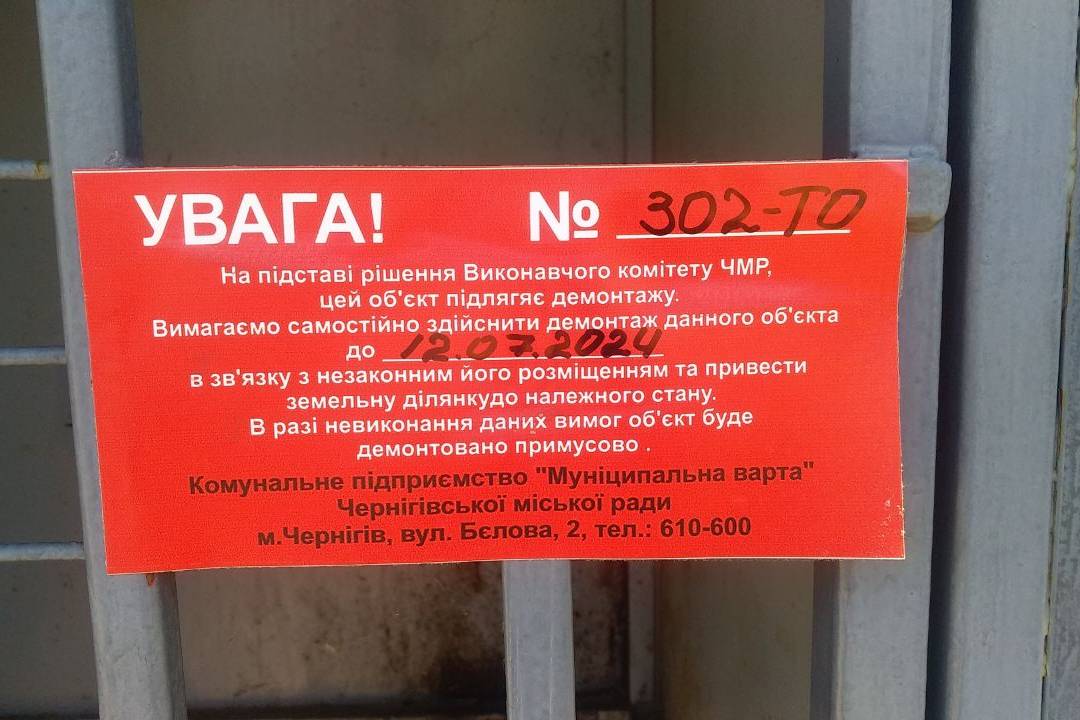 УВАГА! № 302-ТО
На підставі рішення Виконавчого комітету ЧМР,
цей об'єкт підлягяє демонтажу.
Вимагаємо самостійно здійснити демонтаж данного об'єкта
до 12.07.2024
в зв'язку з незаконним його розміщенням та привести
земельну ділянкудо належного стану.
В разі невиконання даних вимог об'єкт буде
демонтовано примусово .
Комунальне підприємство "Муніципальна варта"
Чернігівської міської ради
м.Чернігів, вул. Бєлова, 2, тел.: 610-600